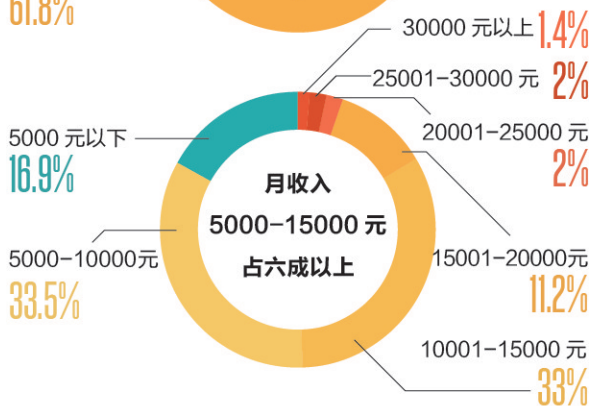 61.8%
30000 元以上 1.4%
25001-30000 元 2%
20001-25000 元
2%
5000 元以下
16.9%
月收入
5000-15000 元
占六成以上
5000-10000元
33.5%
15001-20000元
11.2%
10001-15000 元
33%